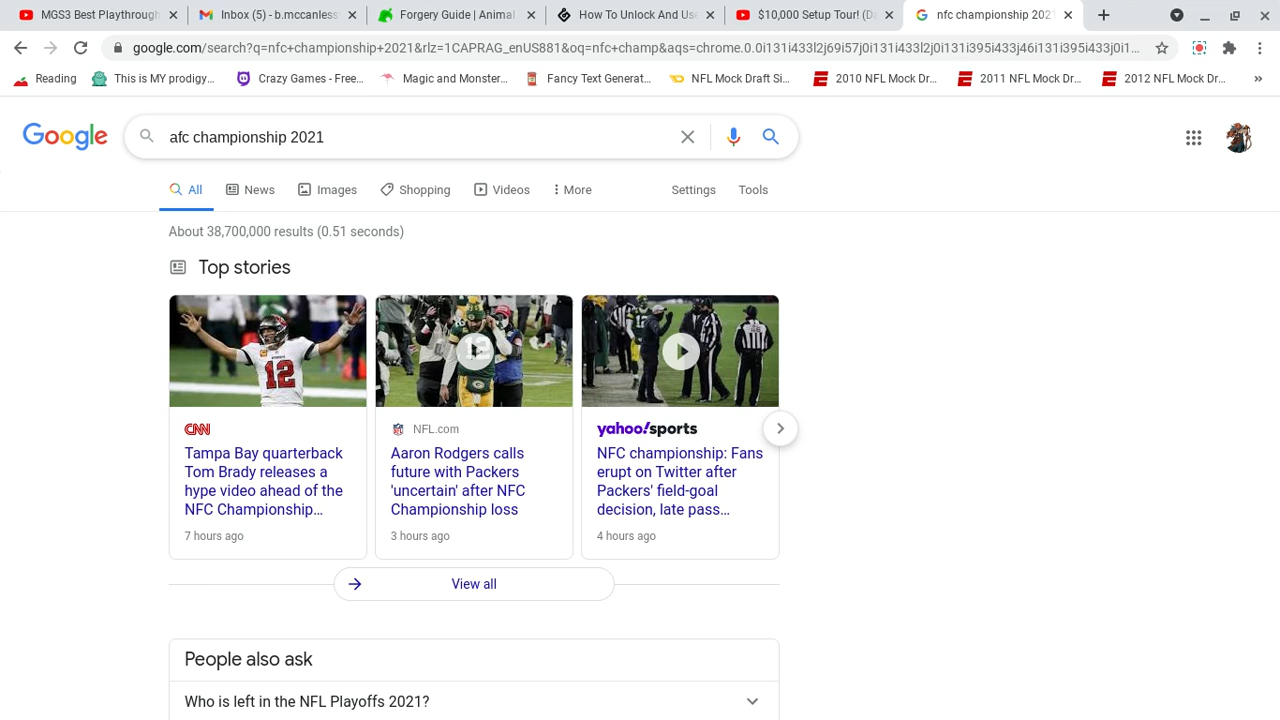 MGS3 Best Playthrough
Inbox (5) - b.mccanless
Forgery Guide | Animal
How To Unlock And Use
$10,000 Setup Tour! (Da
nfc championship 2021
google.com/search?q=nfc+championship+2021&rlz=1CAPRAG_enUS881&oq=nfc+champ&aqs=chrome.0.0i131i433l2j69i57j0i131i433l2j0i131i395i433j46i131i395i433j0i1...
Reading
This is MY prodigy...
Crazy Games - Free...
Magic and Monster...
Fancy Text Generat...
NFL Mock Draft Si...
2010 NFL Mock Dr...
2011 NFL Mock Dr...
2012 NFL Mock Dr...
»
Google
afc championship 2021
All
News
Images
Shopping
Videos
More
Settings
Tools
About 38,700,000 results (0.51 seconds)
Top stories
12
12
CNN
Tampa Bay quarterback
Tom Brady releases a
hype video ahead of the
NFC Championship...
7 hours ago
NFL.com
Aaron Rodgers calls
future with Packers
'uncertain' after NFC
Championship loss
3 hours ago
yahoo!sports
NFC championship: Fans
erupt on Twitter after
Packers' field-goal
decision, late pass...
4 hours ago
View all
People also ask
Who is left in the NFL Playoffs 2021?